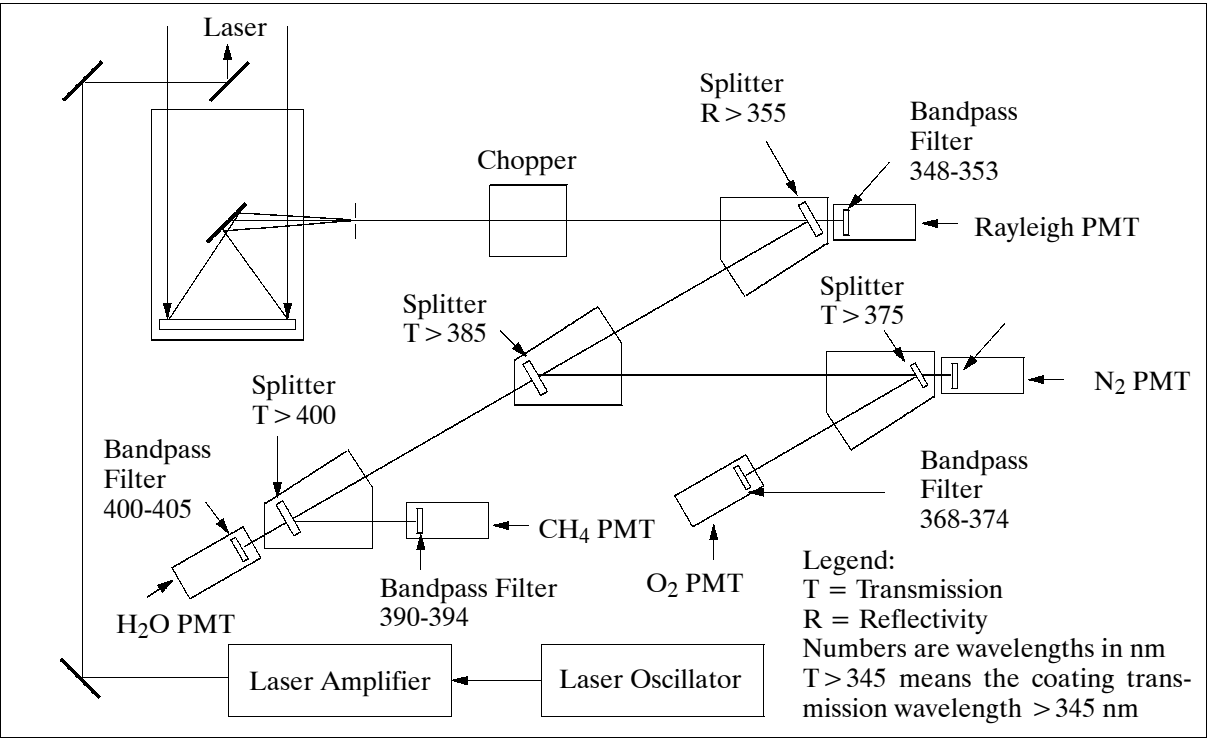 Laser
Splitter
R > 355
Bandpass
Filter
348-353
Chopper
Rayleigh PMT
Splitter
T > 385
Splitter
T > 375
N2 PMT
Splitter
T > 400
Bandpass
Filter
400-405
Bandpass
Filter
368-374
CH4 PMT
O2 PMT
Bandpass Filter
390-394
H2O PMT
Legend:
T = Transmission
R = Reflectivity
Numbers are wavelengths in nm
T > 345 means the coating trans-
mission wavelength > 345 nm
Laser Amplifier
Laser Oscillator